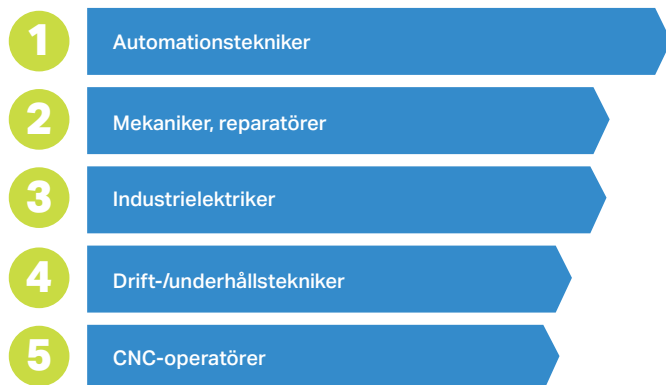 1 Automationstekniker
2 Mekaniker, reparatörer
3 Industrielektriker
4 Drift-/underhållstekniker
5 CNC-operatörer